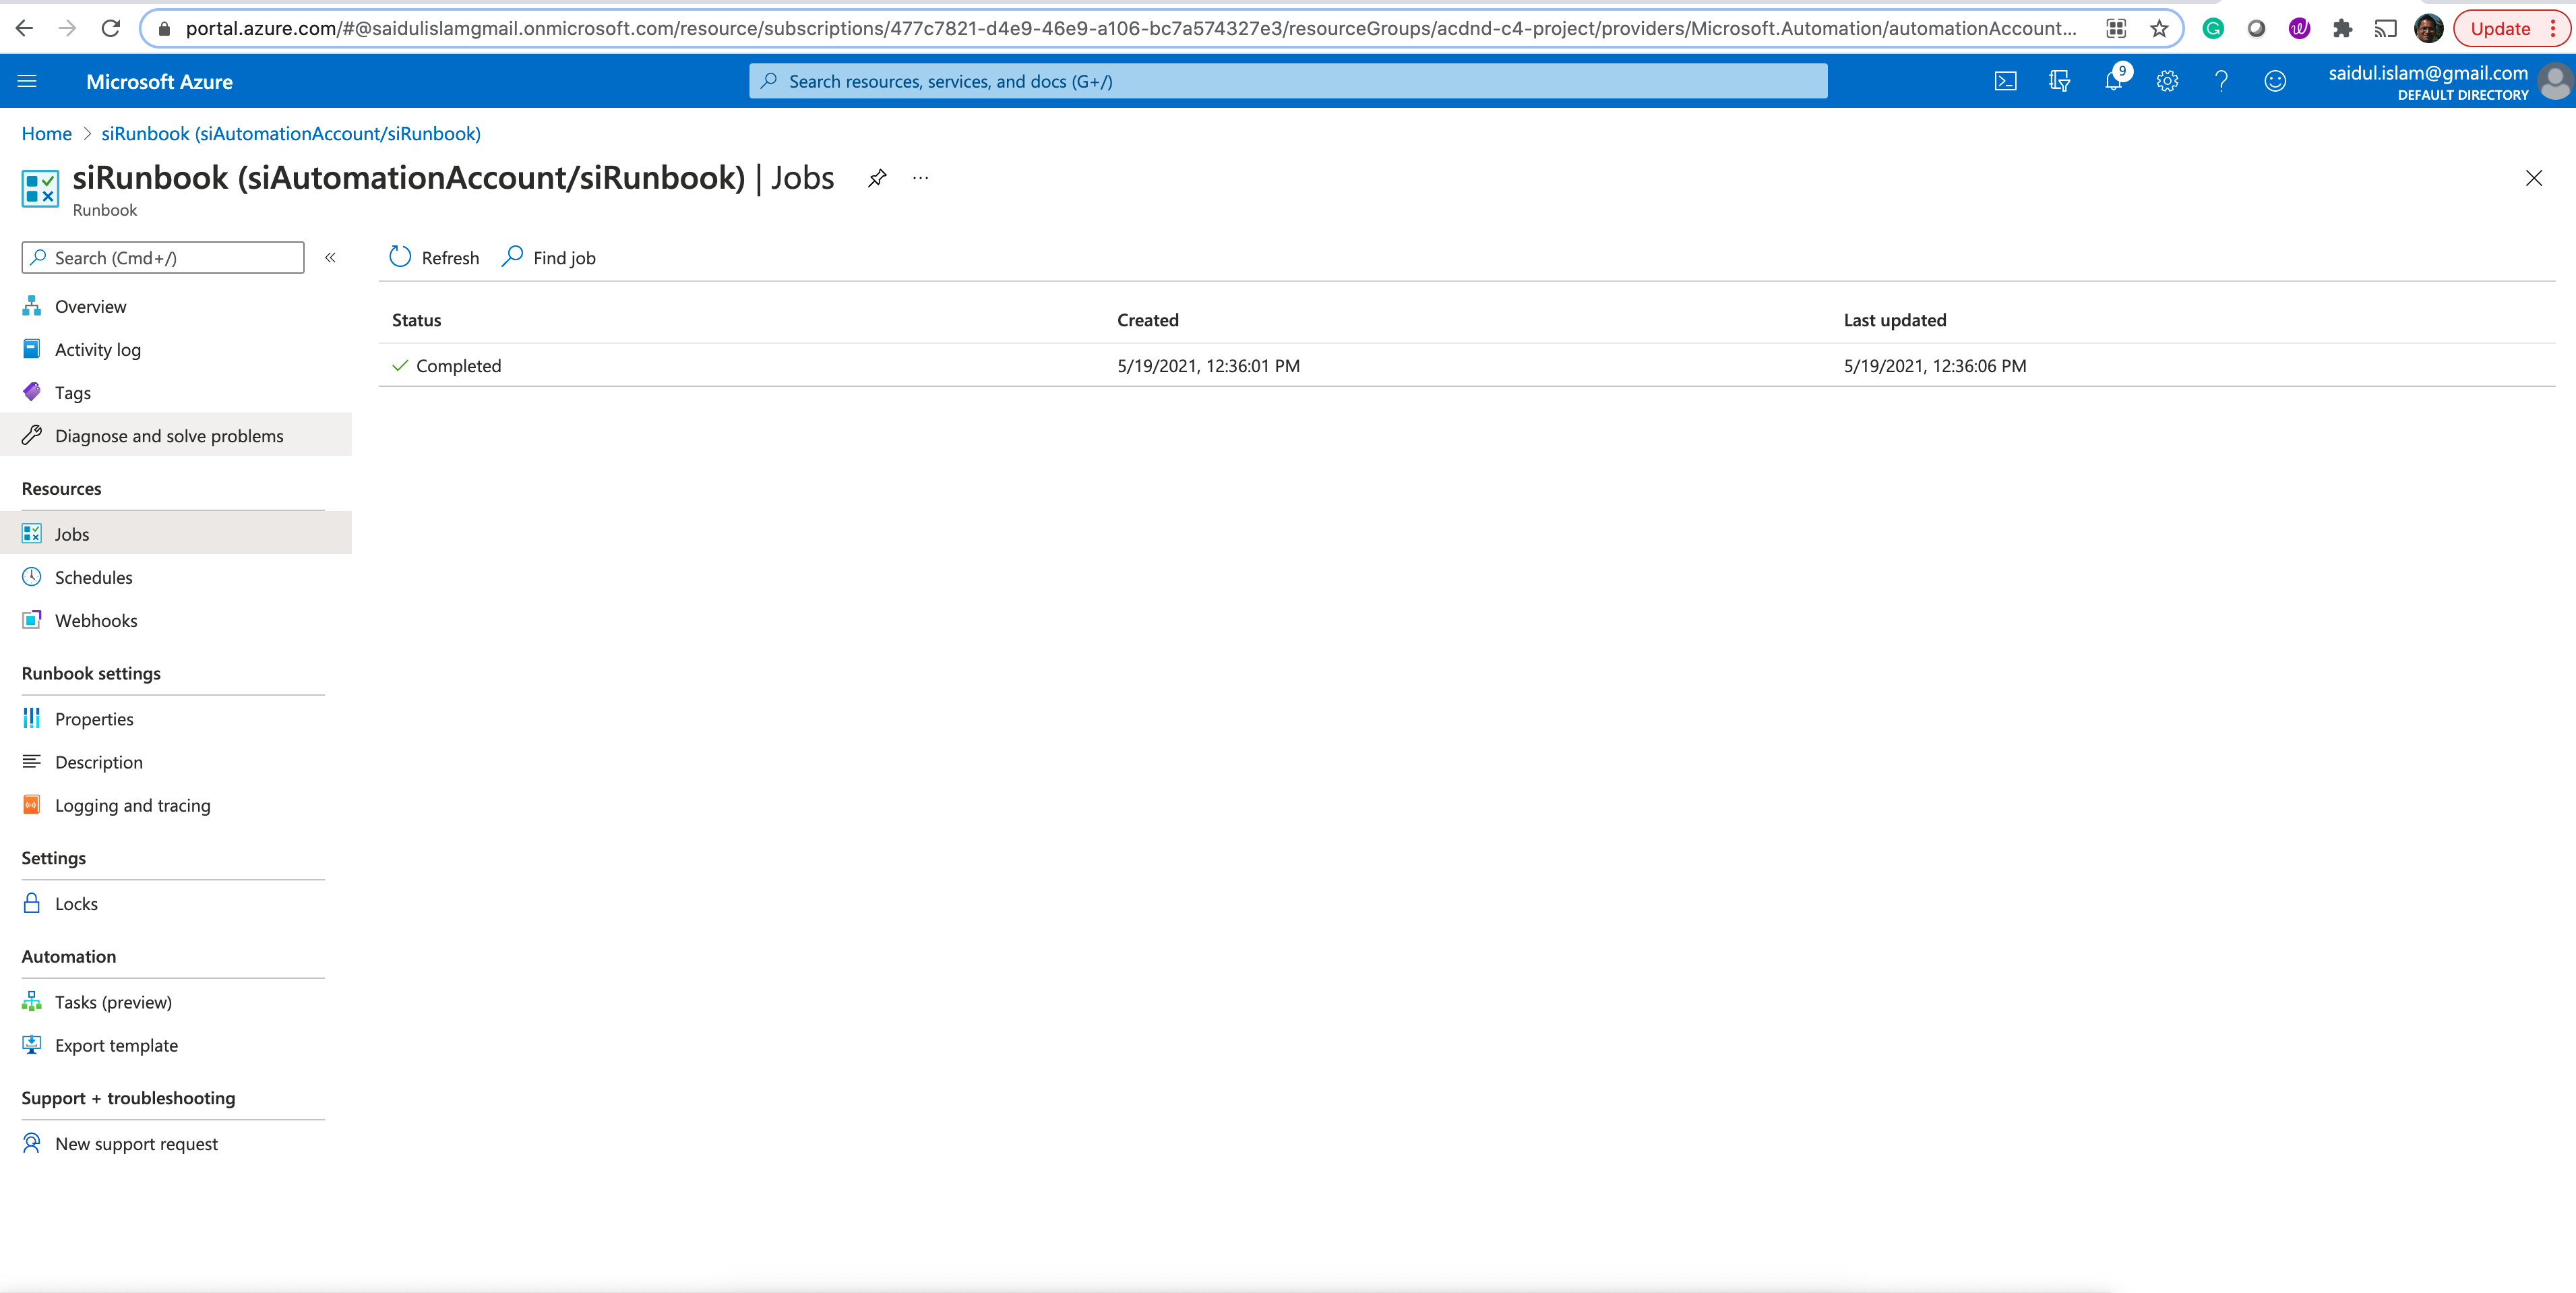 portal.azure.com/#@saidulislamgmail.onmicrosoft.com/resource/subscriptions/477c7821-d4e9-46e9-a106-bc7a574327e3/resourceGroups/acdnd-c4-project/providers/Microsoft.Automation/automationAccount...
Update
Microsoft Azure
Search resources, services, and docs (G+/)
9
saidul.islam@gmail.com
DEFAULT DIRECTORY
Home > siRunbook (siAutomationAccount/siRunbook)
siRunbook (siAutomationAccount/siRunbook) | Jobs
Runbook
Search (Cmd+/)
«
Refresh
Find job
Overview
Activity log
Tags
Diagnose and solve problems
Resources
Jobs
Schedules
Webhooks
Runbook settings
Properties
Description
Logging and tracing
Settings
Locks
Automation
Tasks (preview)
Export template
Support + troubleshooting
New support request
Status Created Last updated
Completed 5/19/2021, 12:36:01 PM 5/19/2021, 12:36:06 PM